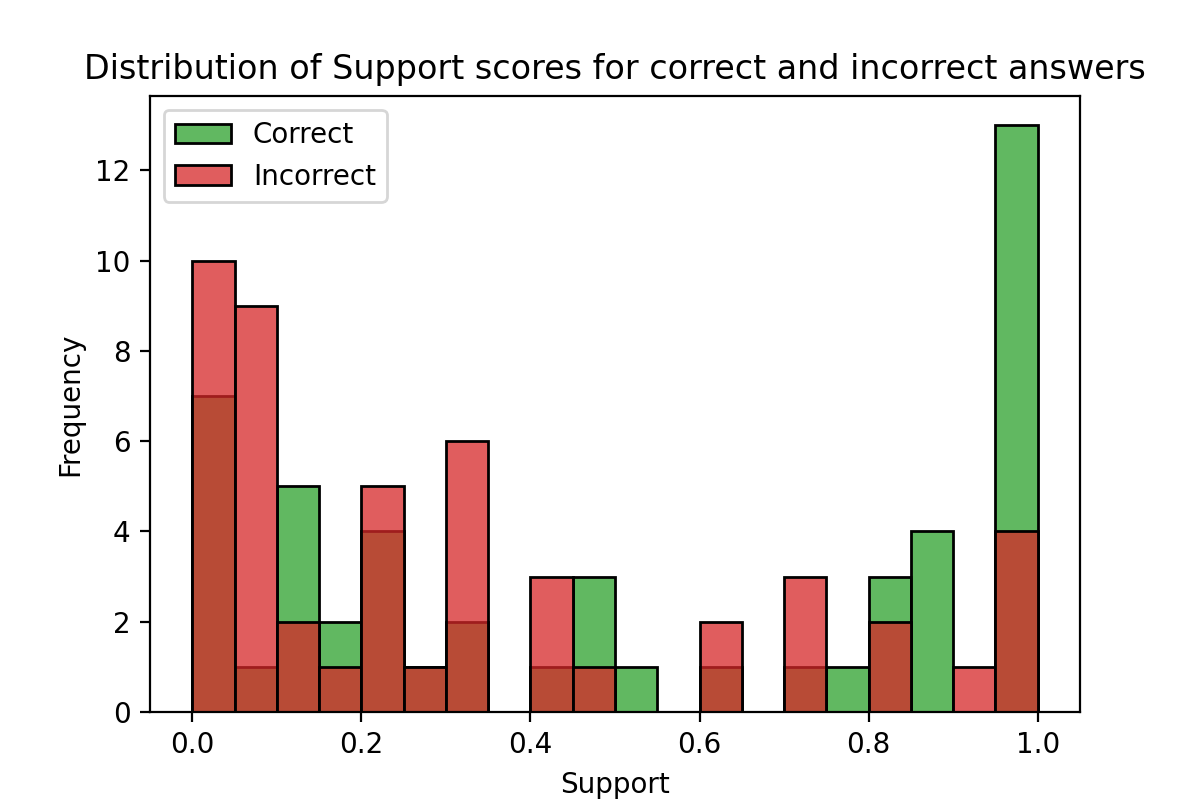 Distribution of Support scores for correct and incorrect answers
Correct
Incorrect
12
10
8
6
4
2
0
Frequency
0.0 0.2 0.4 0.6 0.8 1.0
Support